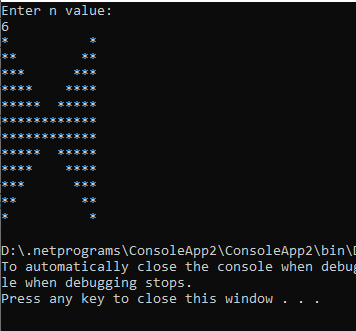 Enter n value:
6
*          *
**        **
***      ***
****    ****
*****  *****
************
************
*****  *****
****    ****
***      ***
**        **
*          *
D:\.netprograms\ConsoleApp2\ConsoleApp2\bin\
To automatically close the console when debug
le when debugging stops.
Press any key to close this window . . .